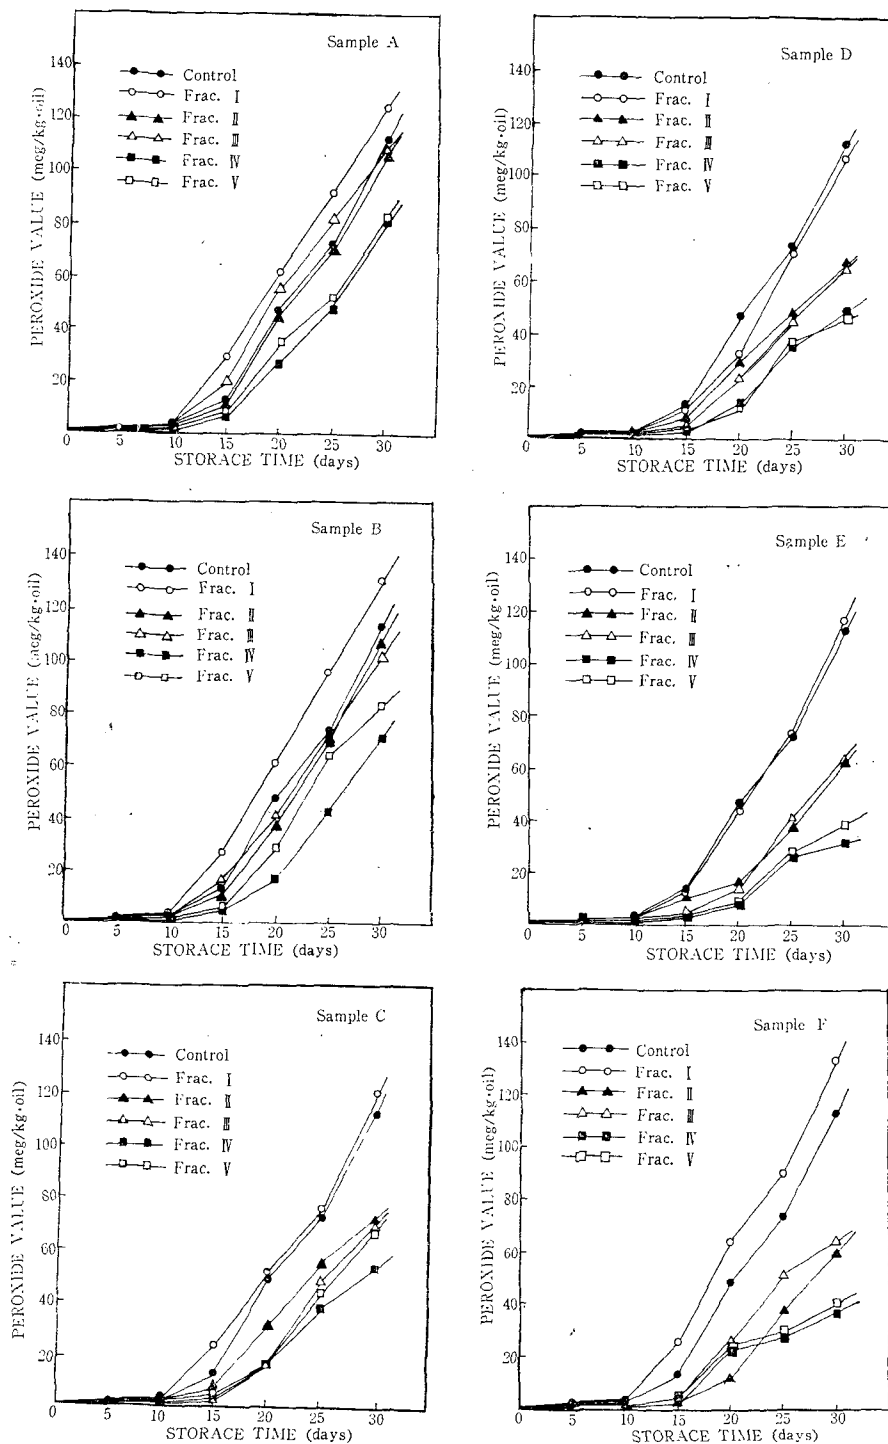 Sample A
Control
Frac. I
Frac. II
Frac. III
Frac. IV
Frac. V
PEROXIDE VALUE (meg/kg·oil)
140
120
100
80
60
40
20
0 5 10 15 20 25 30
STORACE TIME (days)
Sample D
Control
Frac. I
Frac. II
Frac. III
Frac. IV
Frac. V
PEROXIDE VALUE (meg/kg·oil)
140
120
100
80
60
40
20
0 5 10 15 20 25 30
STORACE TIME (days)
Sample B
Control
Frac. I
Frac. II
Frac. III
Frac. IV
Frac. V
PEROXIDE VALUE (meg/kg·oil)
140
120
100
80
60
40
20
0 5 10 15 20 25 30
STORACE TIME (days)
Sample E
Control
Frac. I
Frac. II
Frac. III
Frac. IV
Frac. V
PEROXIDE VALUE (meg/kg·oil)
140
120
100
80
60
40
20
0 5 10 15 20 25 30
STORACE TIME (days)
Sample C
Control
Frac. I
Frac. II
Frac. III
Frac. IV
Frac. V
PEROXIDE VALUE (meg/kg·oil)
140
120
100
80
60
40
20
0 5 10 15 20 25 30
STORACE TIME (days)
Sample F
Control
Frac. I
Frac. II
Frac. III
Frac. IV
Frac. V
PEROXIDE VALUE (meg/kg·oil)
140
120
100
80
60
40
20
0 5 10 15 20 25 30
STORACE TIME (days)